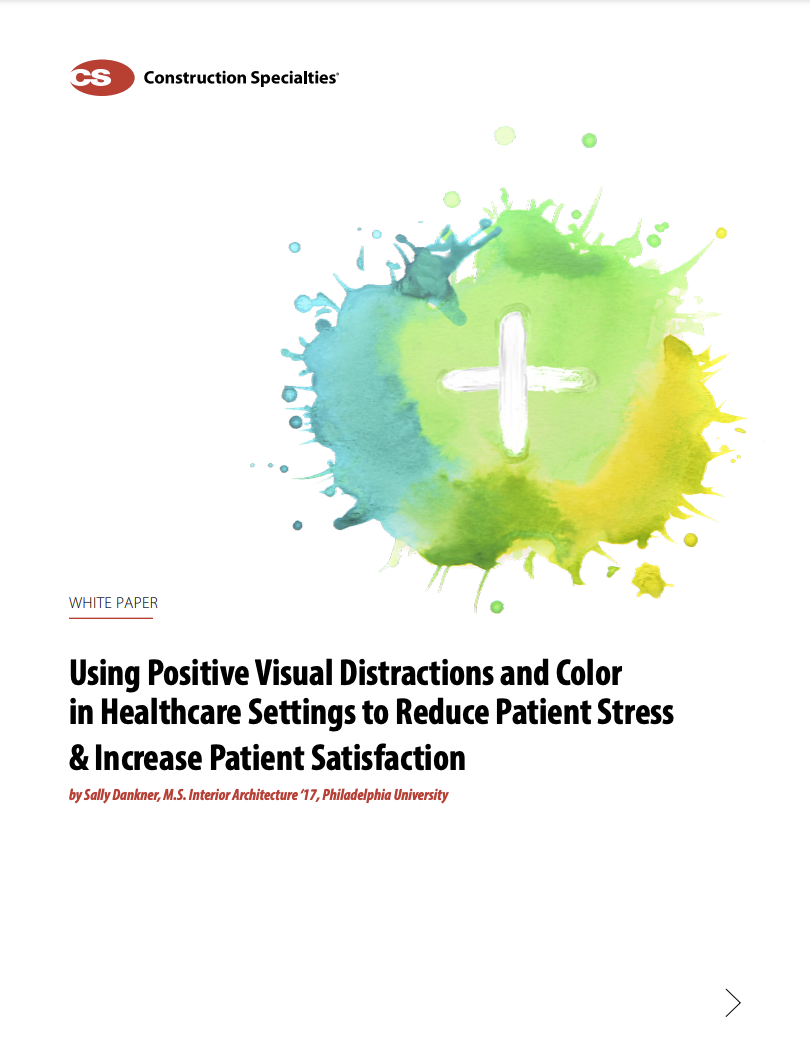 CS Construction Specialties®
WHITE PAPER
Using Positive Visual Distractions and Color
in Healthcare Settings to Reduce Patient Stress
& Increase Patient Satisfaction
by Sally Dankner, M.S. Interior Architecture ‘17, Philadelphia University